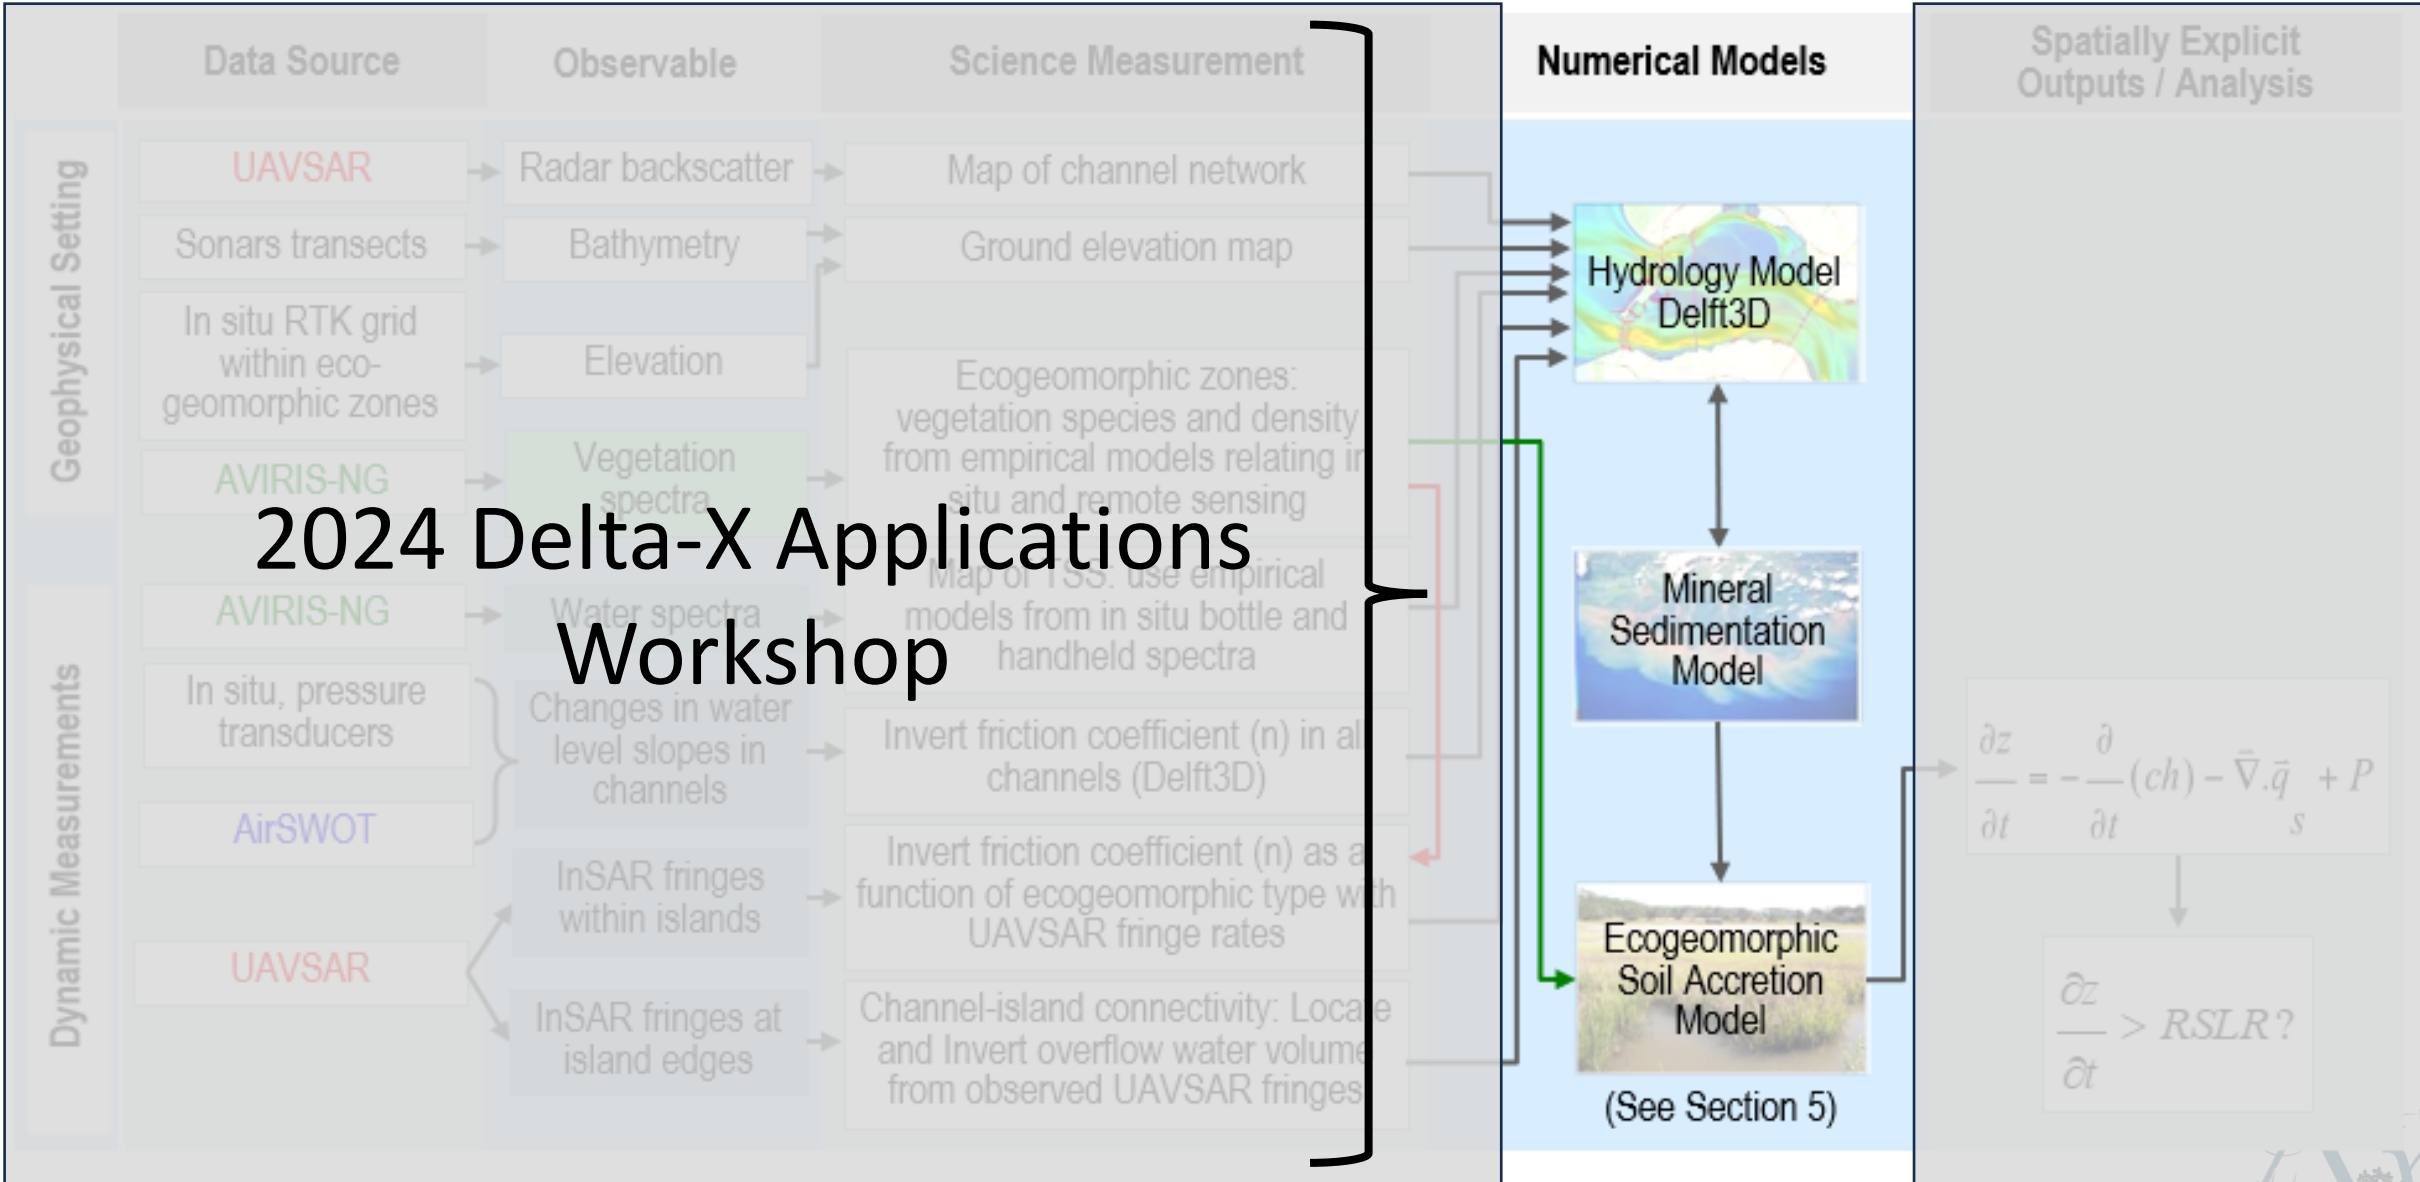 Data Source
Observable
Science Measurement
Numerical Models
Spatially Explicit
Outputs / Analysis
Geophysical Setting
UAVSAR
Radar backscatter
Map of channel network
Sonars transects
Bathymetry
Ground elevation map
In situ RTK grid
within eco-
geomorphic zones
Elevation
Ecogeomorphic zones:
vegetation species and density
from empirical models relating in
situ and remote sensing
AVIRIS-NG
Vegetation
spectra
2024 Delta-X Applications
Workshop
Dynamic Measurements
AVIRIS-NG
Water spectra
Map of TSS: use empirical
models from in situ bottle and
handheld spectra
In situ, pressure
transducers
AirSWOT
Changes in water
level slopes in
channels
Invert friction coefficient (n) in all
channels (Delft3D)
UAVSAR
InSAR fringes
within islands
Invert friction coefficient (n) as a
function of ecogeomorphic type with
UAVSAR fringe rates
InSAR fringes at
island edges
Channel-island connectivity: Locate
and Invert overflow water volume
from observed UAVSAR fringes
Hydrology Model
Delft3D
Mineral
Sedimentation
Model
Ecogeomorphic
Soil Accretion
Model
(See Section 5)
∂z/∂t = −∂/∂t (ch) − ∇⃗.q⃗s + P
∂z/∂t > RSLR?